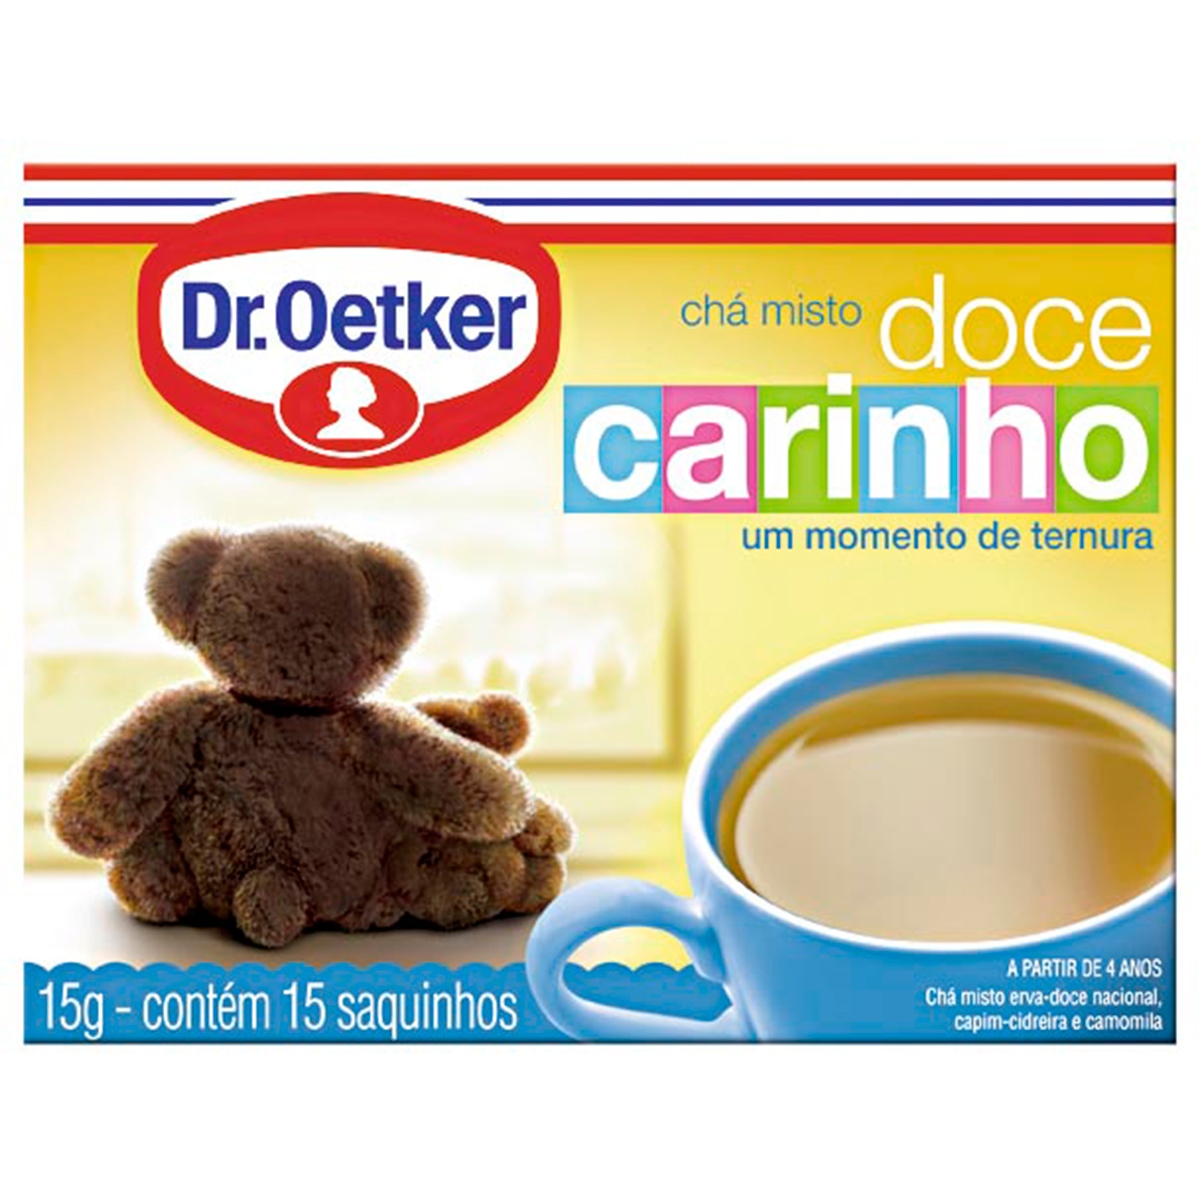 Dr.Oetker
chá misto doce
carinho
um momento de ternura
A PARTIR DE 4 ANOS
Chá misto erva-doce nacional,
capim-cidreira e camomila
15g - contém 15 saquinhos